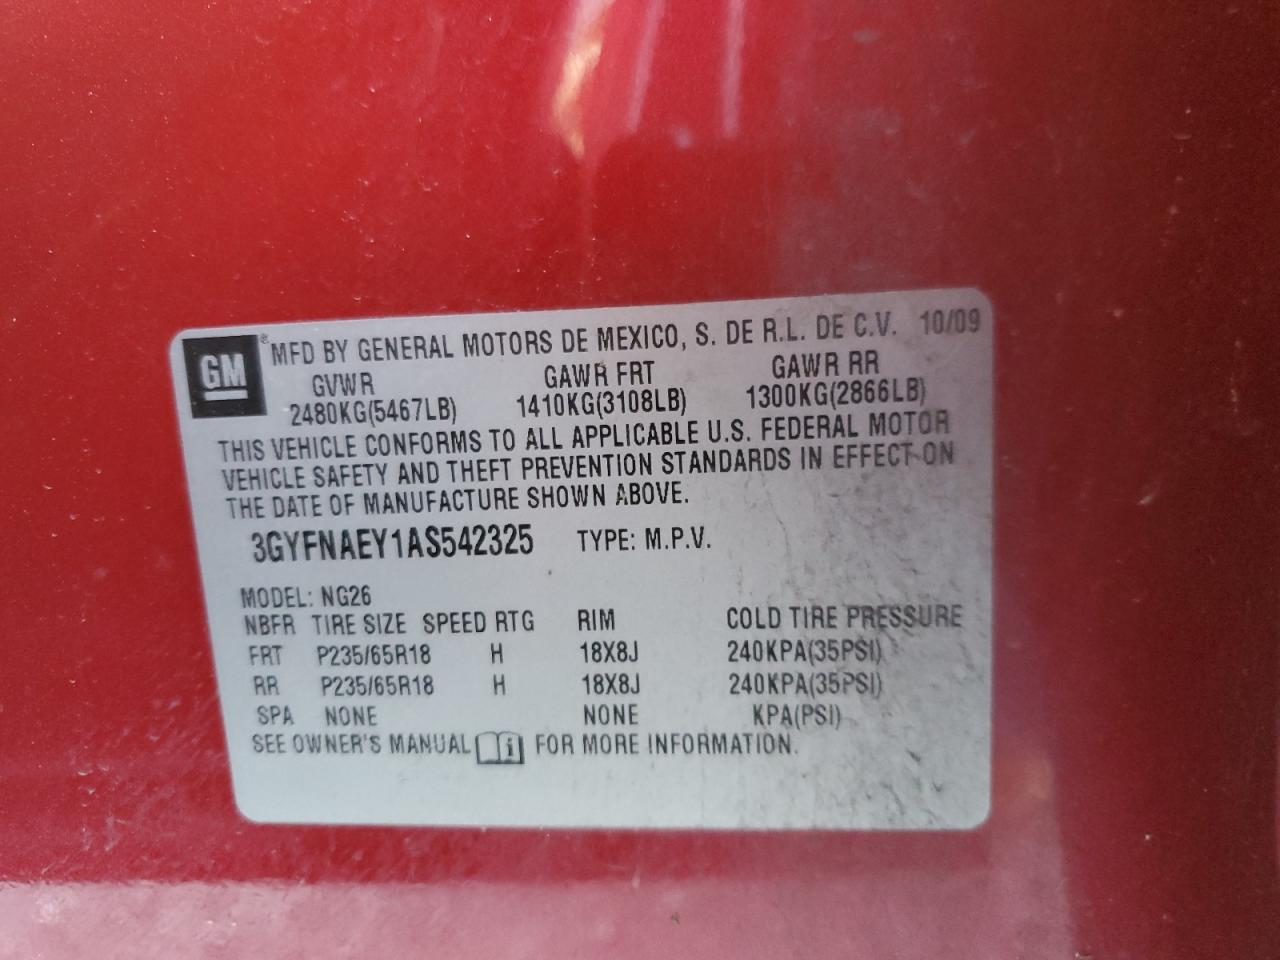 GM ® MFD BY GENERAL MOTORS DE MEXICO, S. DE R.L. DE C.V. 10/09
GVWR GAWR FRT GAWR RR
2480KG(5467LB) 1410KG(3108LB) 1300KG(2866LB)
THIS VEHICLE CONFORMS TO ALL APPLICABLE U.S. FEDERAL MOTOR
VEHICLE SAFETY AND THEFT PREVENTION STANDARDS IN EFFECT ON
THE DATE OF MANUFACTURE SHOWN ABOVE.
3GYFNAEY1AS542325 TYPE: M.P.V.
MODEL: NG26
NBFR TIRE SIZE SPEED RTG RIM COLD TIRE PRESSURE
FRT P235/65R18 H 18X8J 240KPA(35PSI)
RR P235/65R18 H 18X8J 240KPA(35PSI)
SPA NONE NONE KPA(PSI)
SEE OWNER'S MANUAL i FOR MORE INFORMATION.